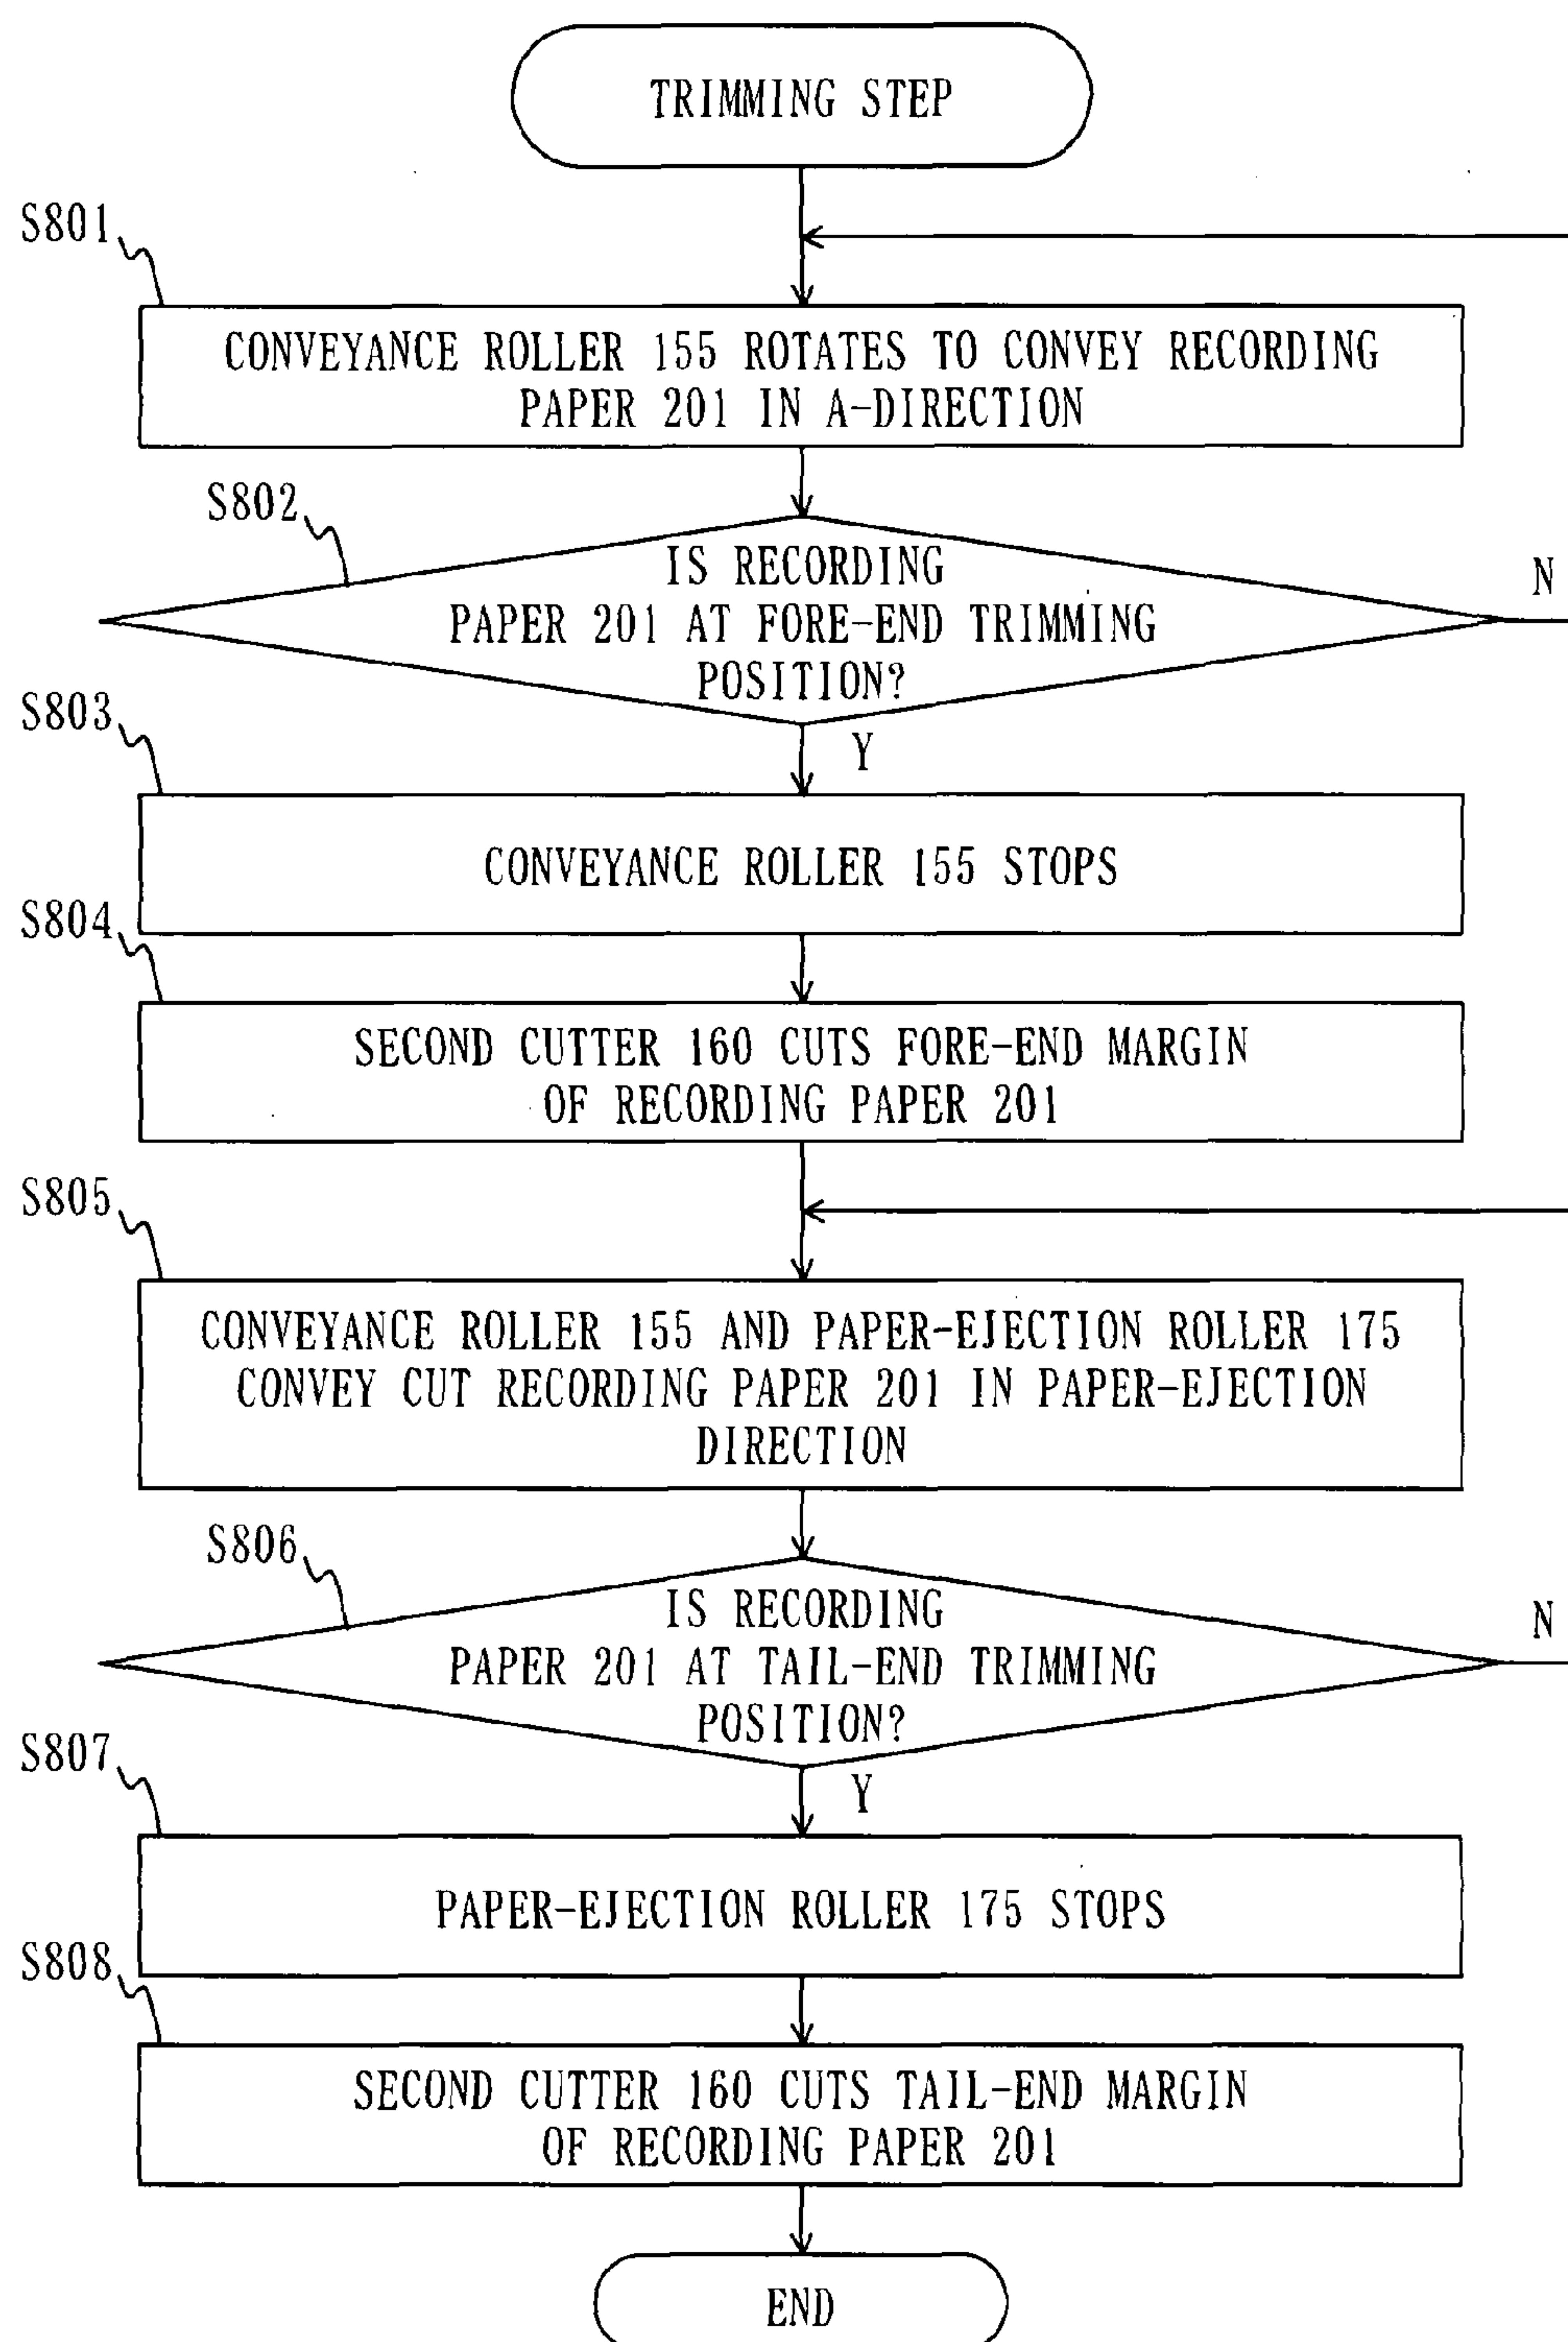 TRIMMING STEP
S801
CONVEYANCE ROLLER 155 ROTATES TO CONVEY RECORDING
PAPER 201 IN A-DIRECTION
S802
IS RECORDING
PAPER 201 AT FORE-END TRIMMING
POSITION?
N
Y
S803
CONVEYANCE ROLLER 155 STOPS
S804
SECOND CUTTER 160 CUTS FORE-END MARGIN
OF RECORDING PAPER 201
S805
CONVEYANCE ROLLER 155 AND PAPER-EJECTION ROLLER 175
CONVEY CUT RECORDING PAPER 201 IN PAPER-EJECTION
DIRECTION
S806
IS RECORDING
PAPER 201 AT TAIL-END TRIMMING
POSITION?
N
Y
S807
PAPER-EJECTION ROLLER 175 STOPS
S808
SECOND CUTTER 160 CUTS TAIL-END MARGIN
OF RECORDING PAPER 201
END